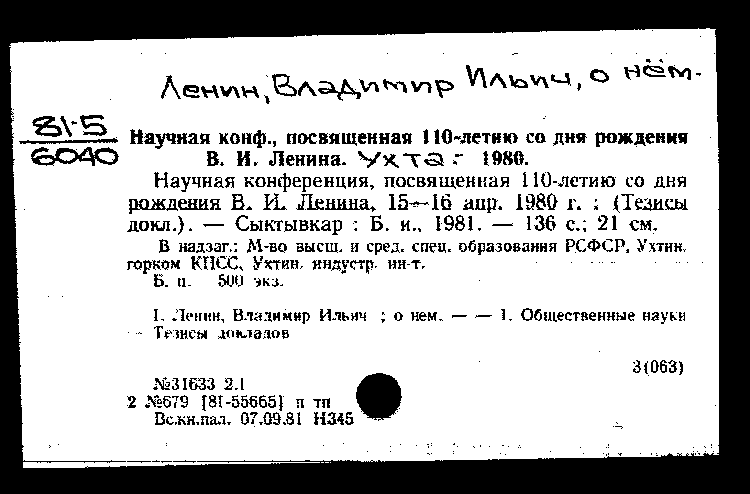 Ленин, Владимир Ильич, о нём.
81-5
6040
Научная конф., посвященная 110-летию со дня рождения
В. И. Ленина. Ухта. 1980.
Научная конференция, посвященная 110-летию со дня
рождения В. И. Ленина, 15—16 апр. 1980 г. : (Тезисы
докл.). — Сыктывкар : Б. и., 1981. — 136 с.; 21 см.
В надзаг.: М-во высш. и сред. спец. образования РСФСР, Ухтин.
горком КПСС, Ухтин. индустр. ин-т.
Б. ц. 500 экз.
1. Ленин, Владимир Ильич ; о нем. — — 1. Общественные науки
— Тезисы докладов
3(063)
№31633 2.1
2 №679 [81-55665] п тп
Вс.кн.пал. 07.09.81 Н345